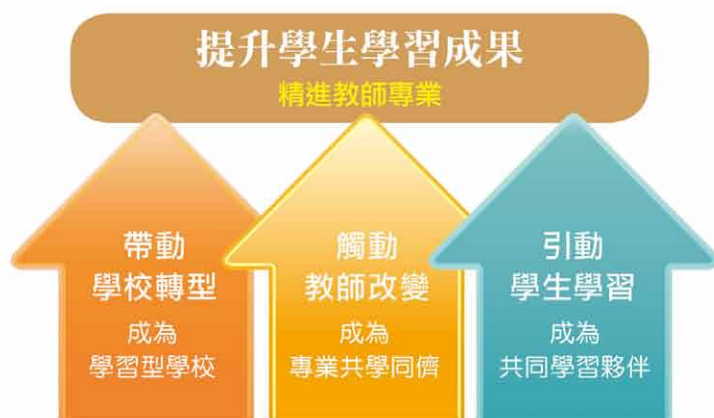 提升學生學習成果
精進教師專業
帶動
學校轉型
成為
學習型學校
觸動
教師改變
成為
專業共學同儕
引動
學生學習
成為
共同學習夥伴